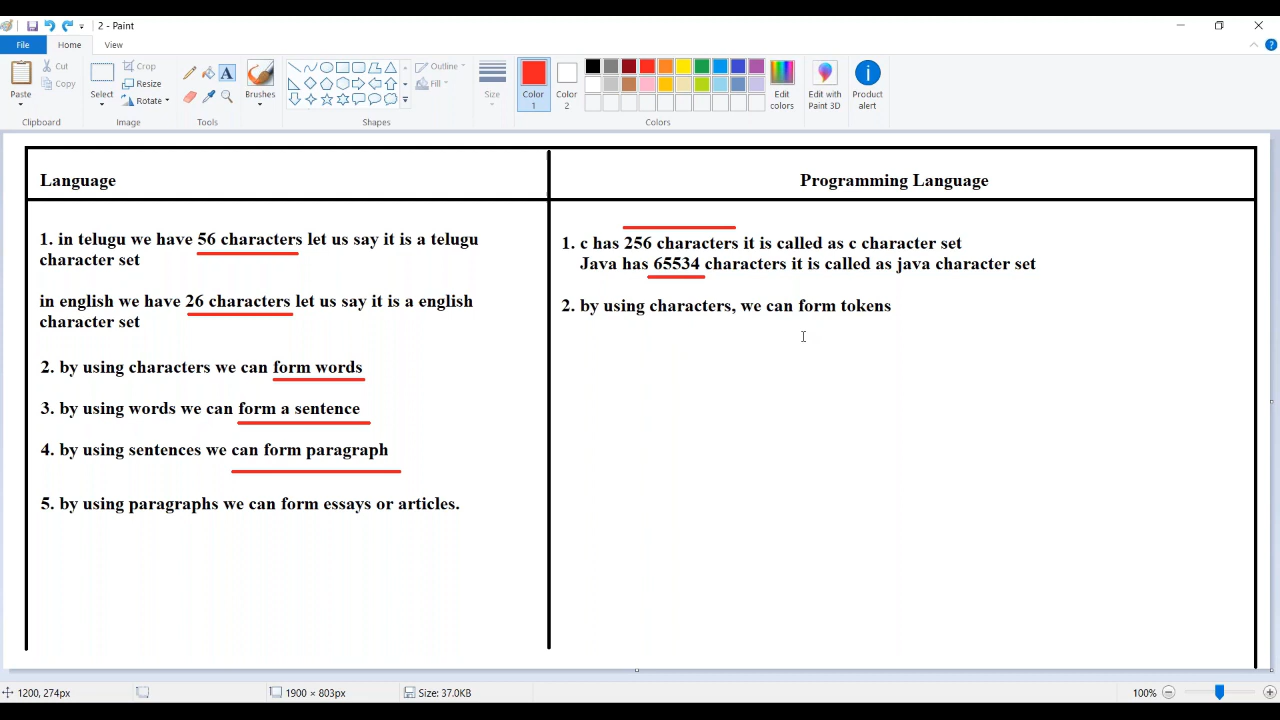 2 - Paint
File
Home
View
Paste
Cut
Copy
Clipboard
Select
Crop
Resize
Rotate
Image
A
Tools
Brushes
Outline
Fill
Shapes
Size
Color 1
Color 2
Edit colors
Colors
Edit with Paint 3D
Product alert
Language
Programming Language
1. in telugu we have 56 characters let us say it is a telugu
character set
in english we have 26 characters let us say it is a english
character set
2. by using characters we can form words
3. by using words we can form a sentence
4. by using sentences we can form paragraph
5. by using paragraphs we can form essays or articles.
1. c has 256 characters it is called as c character set
Java has 65534 characters it is called as java character set
2. by using characters, we can form tokens
1200, 274px
1900 × 803px
Size: 37.0KB
100%